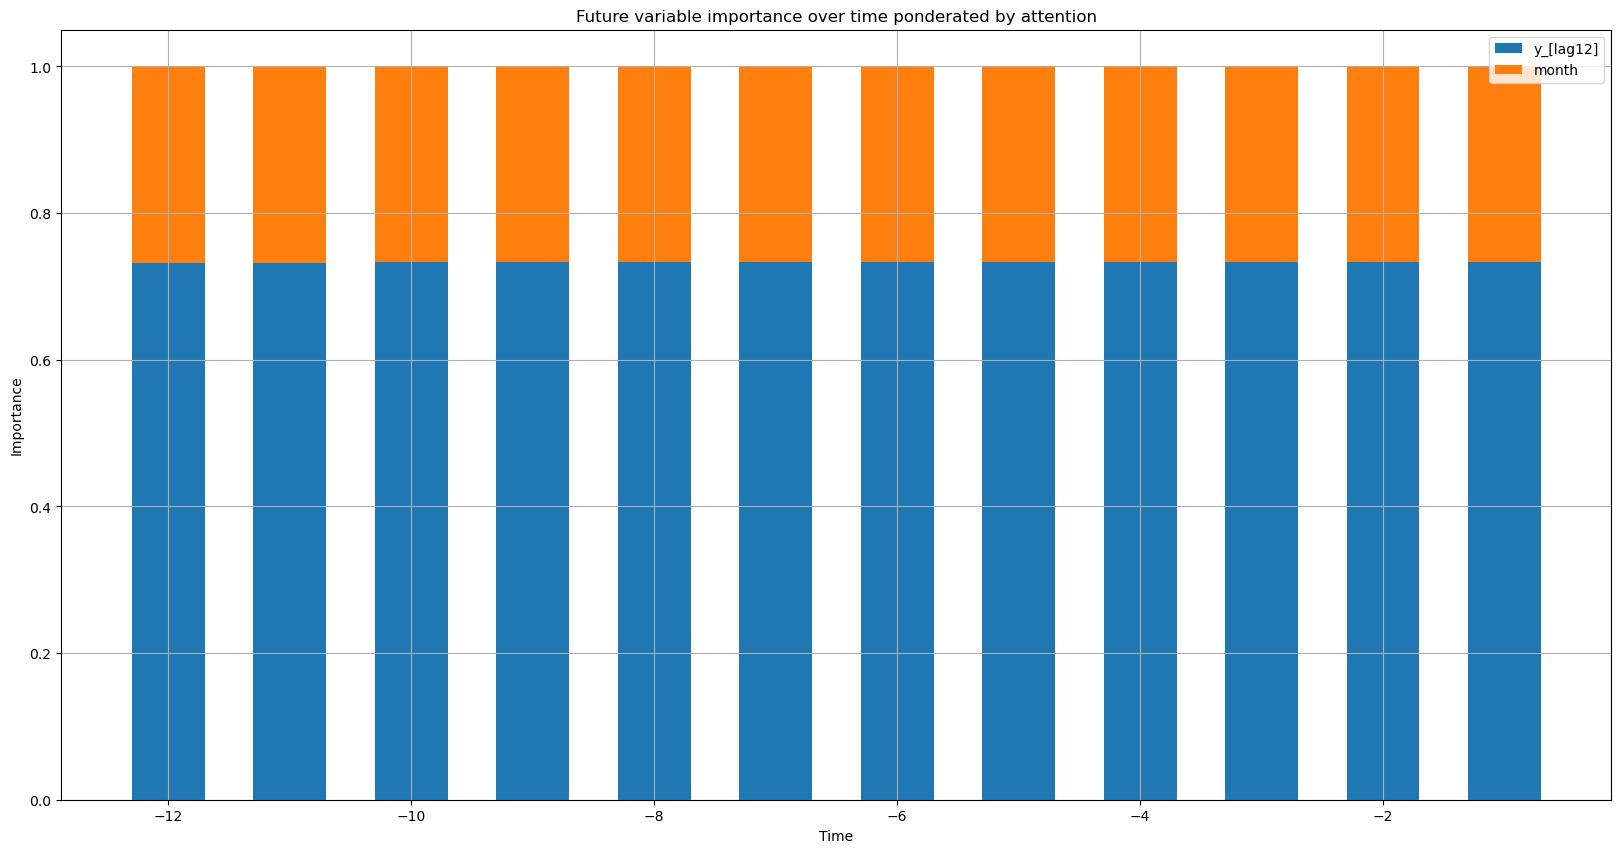 Future variable importance over time ponderated by attention
y_[lag12]
month
1.0
0.8
0.6
0.4
0.2
0.0
Importance
−12
−10
−8
−6
−4
−2
Time